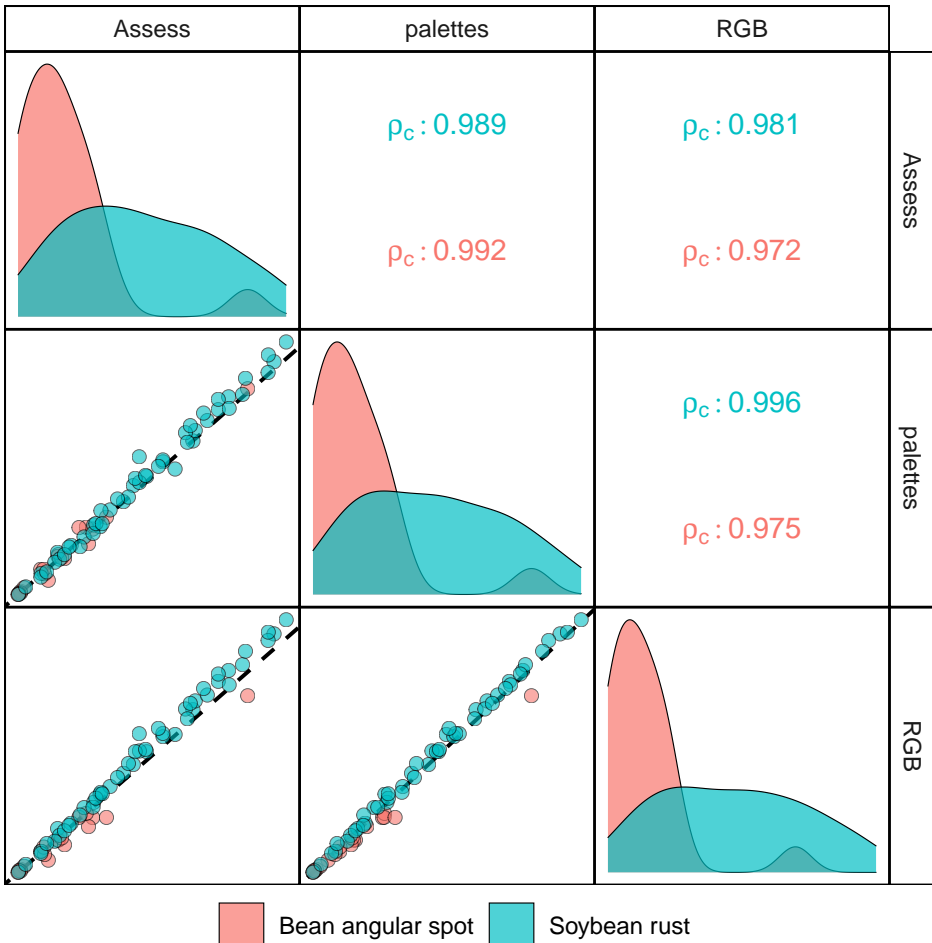 Assess palettes RGB
ρc : 0.989 ρc : 0.981
Assess
ρc : 0.992 ρc : 0.972
ρc : 0.996
palettes
ρc : 0.975
RGB
Bean angular spot Soybean rust